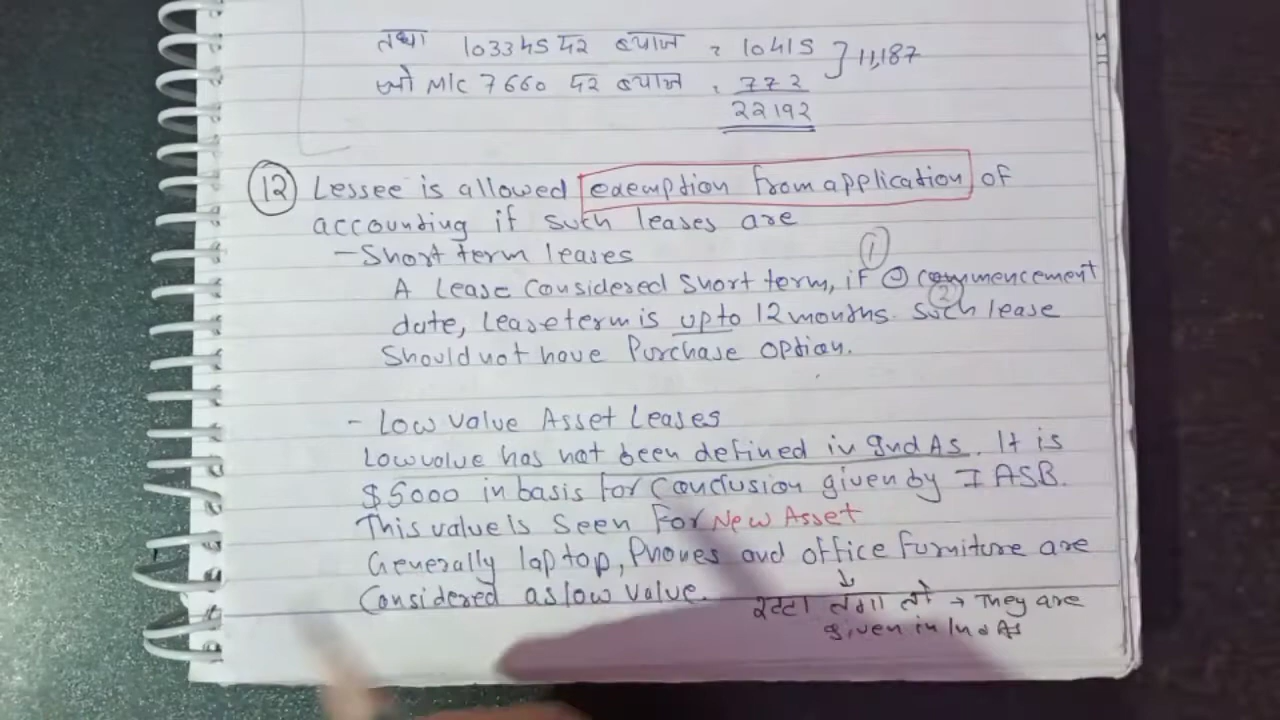 तथा 103345 पर ब्याज = 10415 } 11,187
ओ M/C 7660 पर ब्याज = 772
22192
(12) Lessee is allowed exemption from application of
accounting if such leases are
- Short term leases
(1)
A lease considered short term, if @ commencement
(2)
date, lease term is upto 12 months. Such lease
should not have Purchase option.
- Low value Asset Leases
Low value has not been defined in Ind As. It is
$5000 in basis for conclusion given by IASB.
This value is seen for New Asset
Generally laptop, Phones and office furniture are
considered as low value.
↓
रट्टा लगा लो → They are
given in Ind As